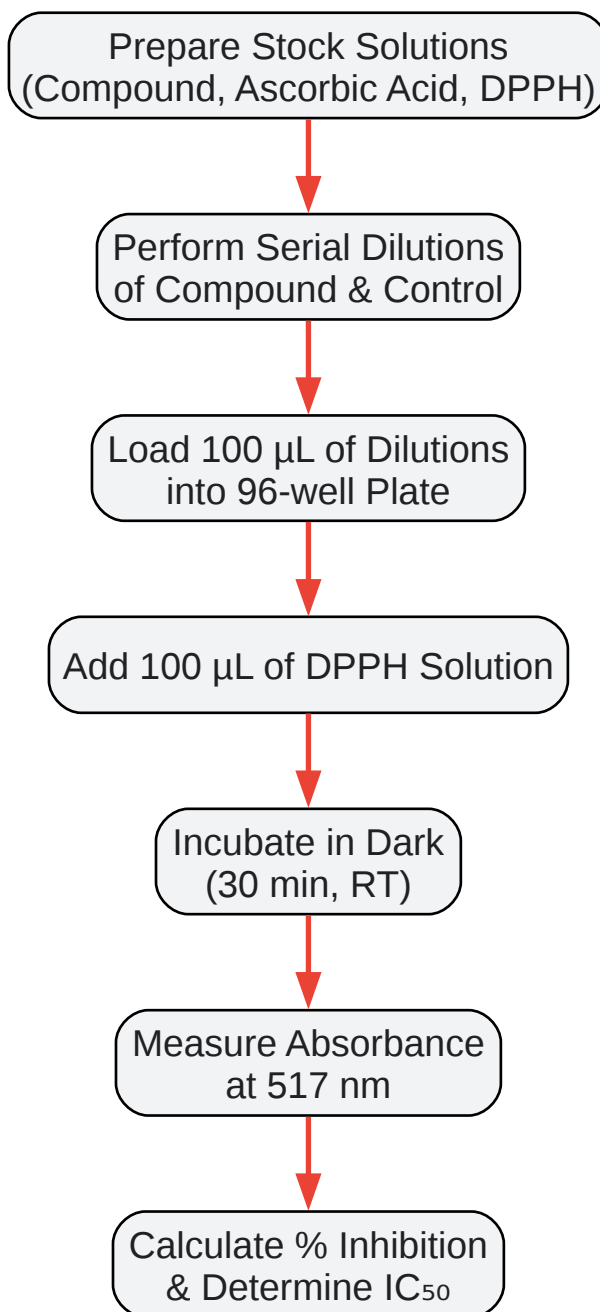 Prepare Stock Solutions
(Compound, Ascorbic Acid, DPPH)
Perform Serial Dilutions
of Compound & Control
Load 100 µL of Dilutions
into 96-well Plate
Add 100 µL of DPPH Solution
Incubate in Dark
(30 min, RT)
Measure Absorbance
at 517 nm
Calculate % Inhibition
& Determine IC₅₀